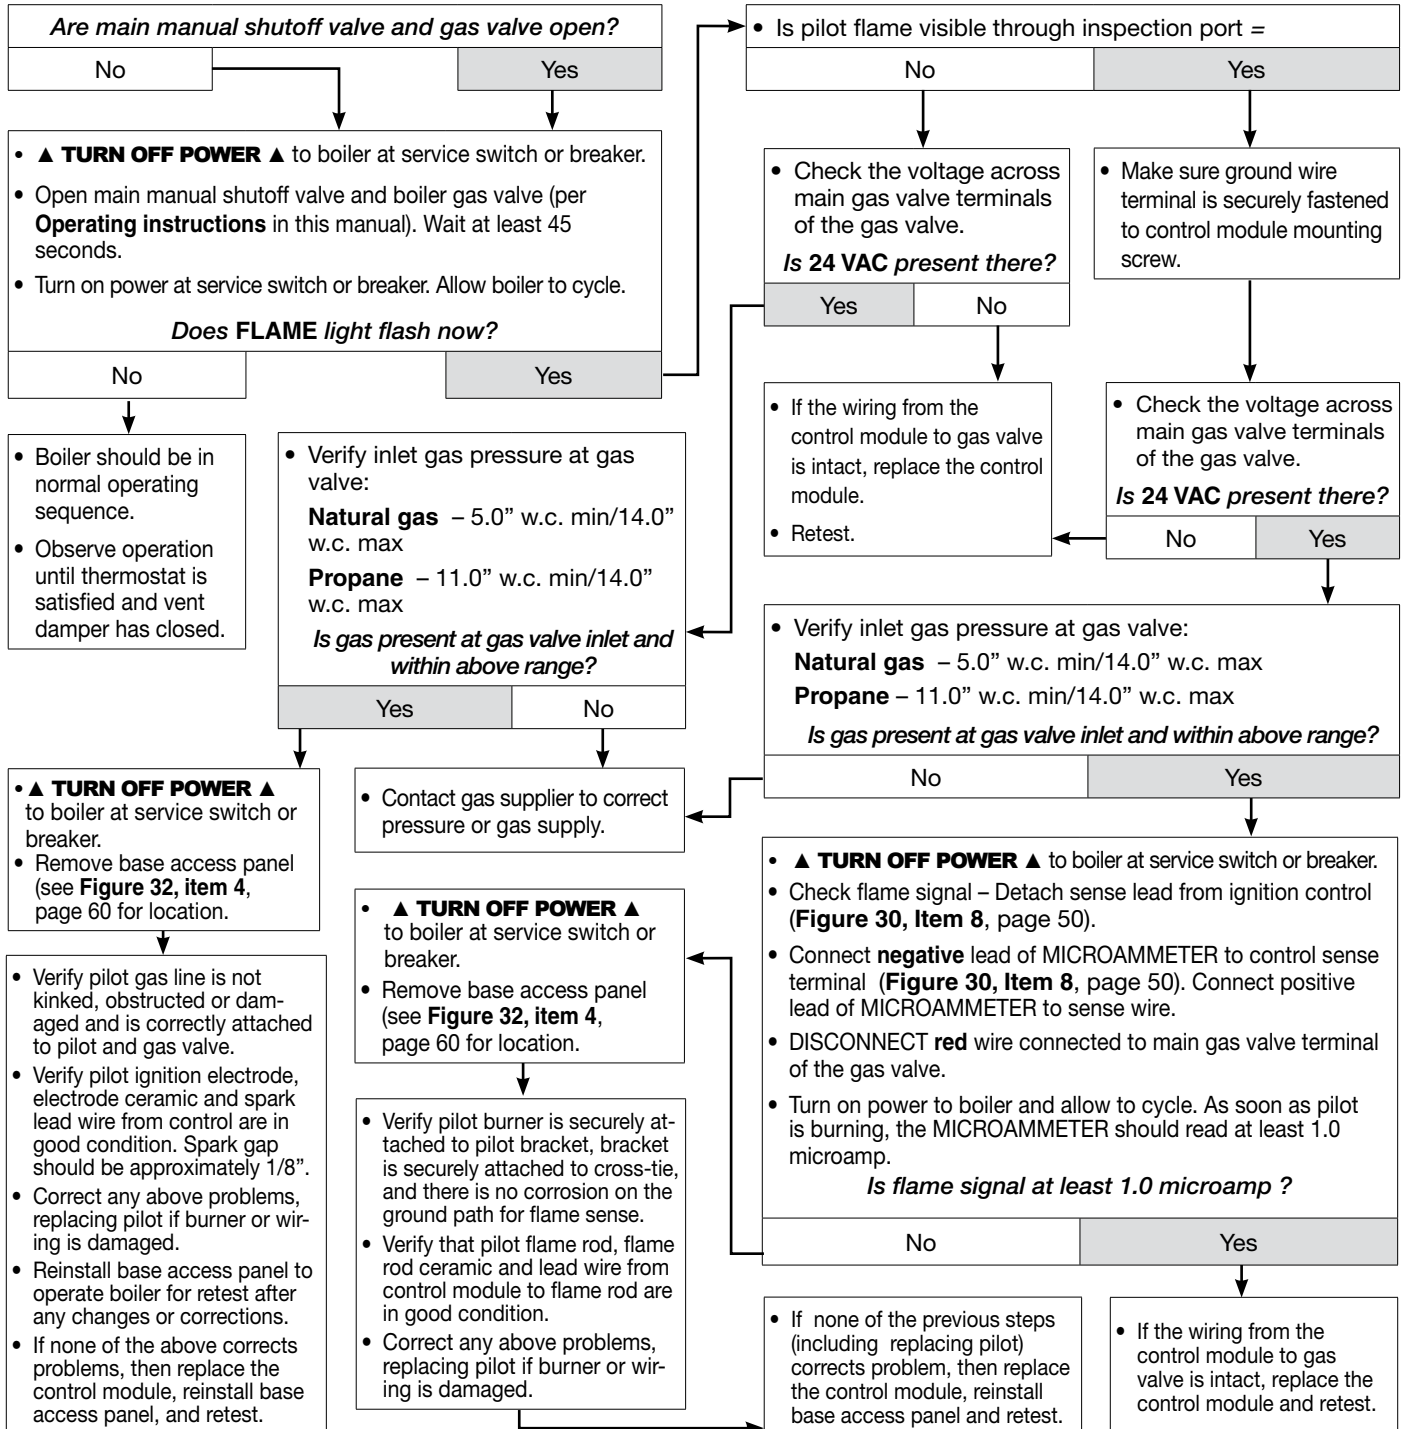 Are main manual shutoff valve and gas valve open?
No
Yes
• ▲ TURN OFF POWER ▲ to boiler at service switch or breaker.
• Open main manual shutoff valve and boiler gas valve (per
Operating instructions in this manual). Wait at least 45
seconds.
• Turn on power at service switch or breaker. Allow boiler to cycle.
Does FLAME light flash now?
No
Yes
• Boiler should be in
normal operating
sequence.
• Observe operation
until thermostat is
satisfied and vent
damper has closed.
• Is pilot flame visible through inspection port =
No
Yes
• Check the voltage across
main gas valve terminals
of the gas valve.
Is 24 VAC present there?
Yes
No
• Make sure ground wire
terminal is securely fastened
to control module mounting
screw.
• If the wiring from the
control module to gas valve
is intact, replace the control
module.
• Retest.
• Check the voltage across
main gas valve terminals
of the gas valve.
Is 24 VAC present there?
No
Yes
• Verify inlet gas pressure at gas
valve:
Natural gas – 5.0” w.c. min/14.0”
w.c. max
Propane – 11.0” w.c. min/14.0”
w.c. max
Is gas present at gas valve inlet and
within above range?
Yes
No
• Verify inlet gas pressure at gas valve:
Natural gas – 5.0” w.c. min/14.0” w.c. max
Propane – 11.0” w.c. min/14.0” w.c. max
Is gas present at gas valve inlet and within above range?
No
Yes
• ▲ TURN OFF POWER ▲
to boiler at service switch or
breaker.
• Remove base access panel
(see Figure 32, item 4,
page 60 for location.
• Contact gas supplier to correct
pressure or gas supply.
• Verify pilot gas line is not
kinked, obstructed or dam-
aged and is correctly attached
to pilot and gas valve.
• Verify pilot ignition electrode,
electrode ceramic and spark
lead wire from control are in
good condition. Spark gap
should be approximately 1/8”.
• Correct any above problems,
replacing pilot if burner or wir-
ing is damaged.
• Reinstall base access panel to
operate boiler for retest after
any changes or corrections.
• If none of the above corrects
problems, then replace the
control module, reinstall base
access panel, and retest.
• ▲ TURN OFF POWER ▲
to boiler at service switch or
breaker.
• Remove base access panel
(see Figure 32, item 4,
page 60 for location.
• Verify pilot burner is securely at-
tached to pilot bracket, bracket
is securely attached to cross-tie,
and there is no corrosion on the
ground path for flame sense.
• Verify that pilot flame rod, flame
rod ceramic and lead wire from
control module to flame rod are
in good condition.
• Correct any above problems,
replacing pilot if burner or wir-
ing is damaged.
• ▲ TURN OFF POWER ▲ to boiler at service switch or breaker.
• Check flame signal – Detach sense lead from ignition control
(Figure 30, Item 8, page 50).
• Connect negative lead of MICROAMMETER to control sense
terminal (Figure 30, Item 8, page 50). Connect positive
lead of MICROAMMETER to sense wire.
• DISCONNECT red wire connected to main gas valve terminal
of the gas valve.
• Turn on power to boiler and allow to cycle. As soon as pilot
is burning, the MICROAMMETER should read at least 1.0
microamp.
Is flame signal at least 1.0 microamp ?
No
Yes
• If none of the previous steps
(including replacing pilot)
corrects problem, then replace
the control module, reinstall
base access panel and retest.
• If the wiring from the
control module to gas
valve is intact, replace the
control module and retest.